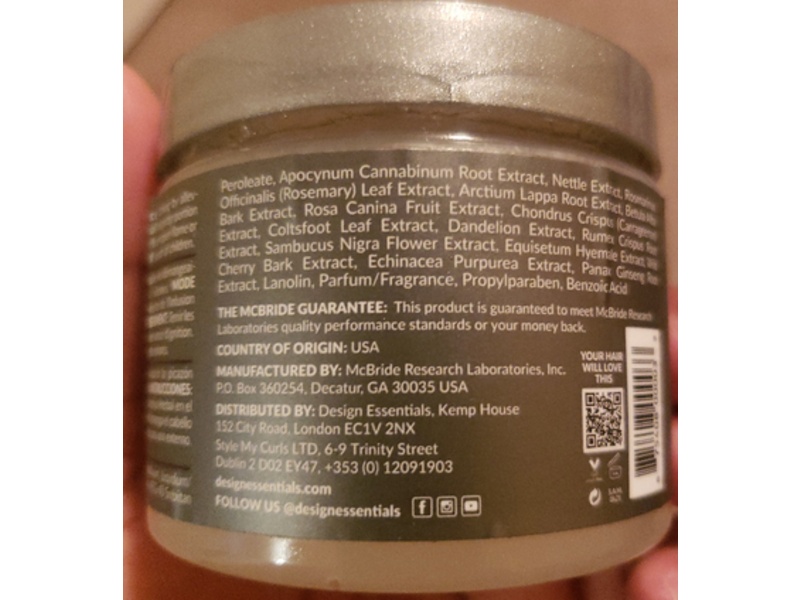 Peroleate, Apocynum Cannabinum Root Extract, Nettle Extract, Rosmarinus
Officinalis (Rosemary) Leaf Extract, Arctium Lappa Root Extract, Betula Alba
Bark Extract, Rosa Canina Fruit Extract, Chondrus Crispus (Carrageenan)
Extract, Coltsfoot Leaf Extract, Dandelion Extract, Rumex Crispus Root
Extract, Sambucus Nigra Flower Extract, Equisetum Hyemale Extract, Wild
Cherry Bark Extract, Echinacea Purpurea Extract, Panax Ginseng Root
Extract, Lanolin, Parfum/Fragrance, Propylparaben, Benzoic Acid
THE MCBRIDE GUARANTEE: This product is guaranteed to meet McBride Research
Laboratories quality performance standards or your money back.
COUNTRY OF ORIGIN: USA
MANUFACTURED BY: McBride Research Laboratories, Inc.
P.O. Box 360254, Decatur, GA 30035 USA
DISTRIBUTED BY: Design Essentials, Kemp House
152 City Road, London EC1V 2NX
Style My Curls LTD, 6-9 Trinity Street
Dublin 2 D02 EY47, +353 (0) 12091903
designessentials.com
FOLLOW US @designessentials
YOUR HAIR
WILL LOVE
THIS